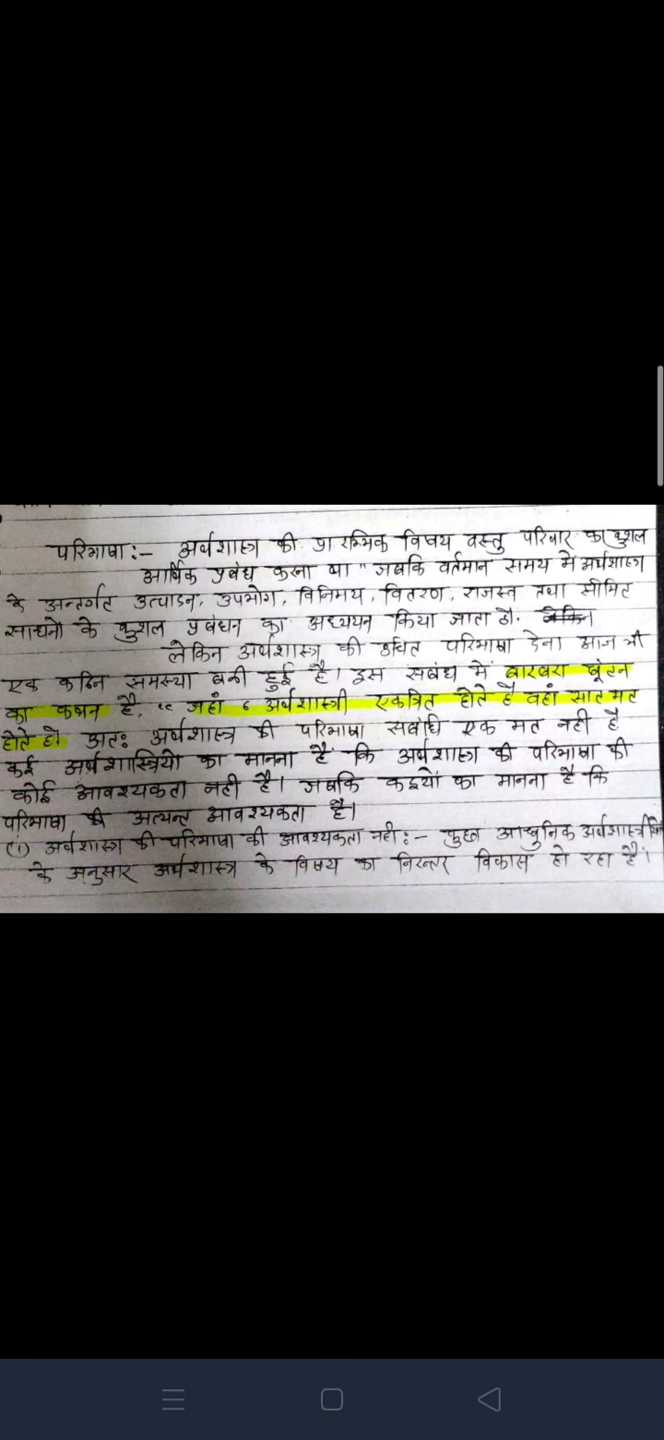 परिभाषा :- अर्थशास्त्र की प्रारम्भिक विषय वस्तु परिवार का कुशल
आर्थिक प्रबंध करना था " जबकि वर्तमान समय में अर्थशास्त्र
के अन्तर्गत उत्पादन, उपभोग, विनिमय, वितरण, राजस्व तथा सीमित
साधनो के कुशल प्रबंधन का अध्ययन किया जाता है.
लेकिन अर्थशास्त्र की उचित परिभाषा देना आज भी
एक कठिन समस्या बनी हुई है। इस संबंध में बारबरा वूंटन
का कथन है, "जहां 6 अर्थशास्त्री एकत्रित होते है वहां सात मत
होते हो अतः अर्थशास्त्र की परिभाषा संबंधि एक मत नही है
कई अर्थशास्त्रियो का मानना है कि अर्थशास्त्र की परिभाषा की
कोई आवश्यकता नही है। जबकि कइयों का मानना है कि
परिभाषा की अत्यन्त आवश्यकता है।
(1) अर्थशास्त्र की परिभाषा की आवश्यकता नही :- कुछ आधुनिक
के अनुसार अर्थशास्त्र के विषय का निरन्तर विकास हो रहा है।